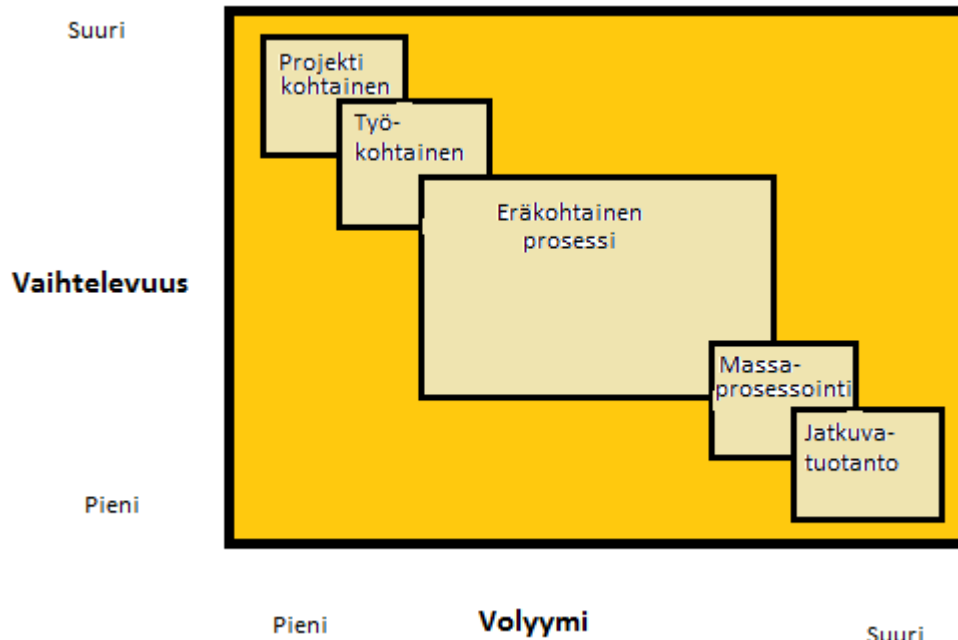 Suuri
Projekti
kohtainen
Työ-
kohtainen
Eräkohtainen
prosessi
Vaihtelevuus
Massa-
prosessointi
Jatkuva-
tuotanto
Pieni
Pieni
Volyymi
Suuri